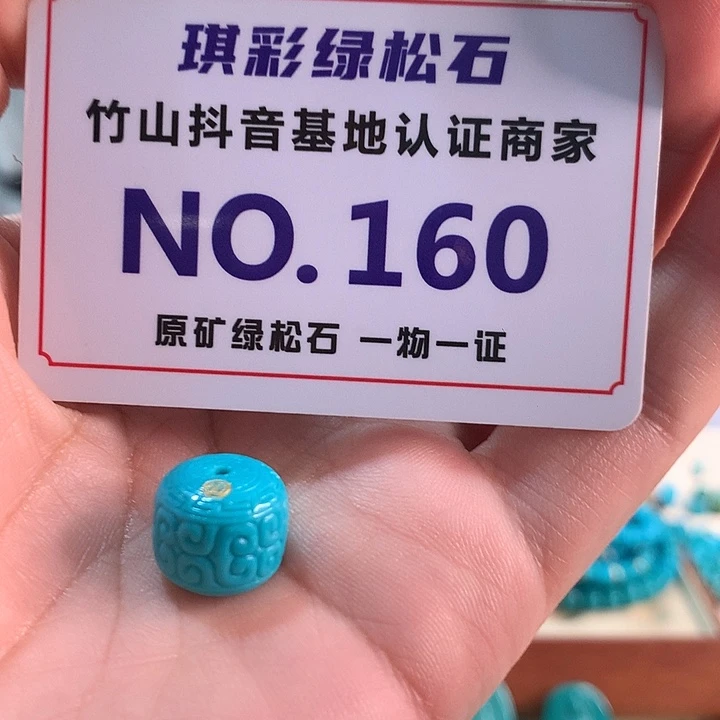 琪彩绿松石
竹山抖音基地认证商家
NO.160
原矿绿松石 一物一证